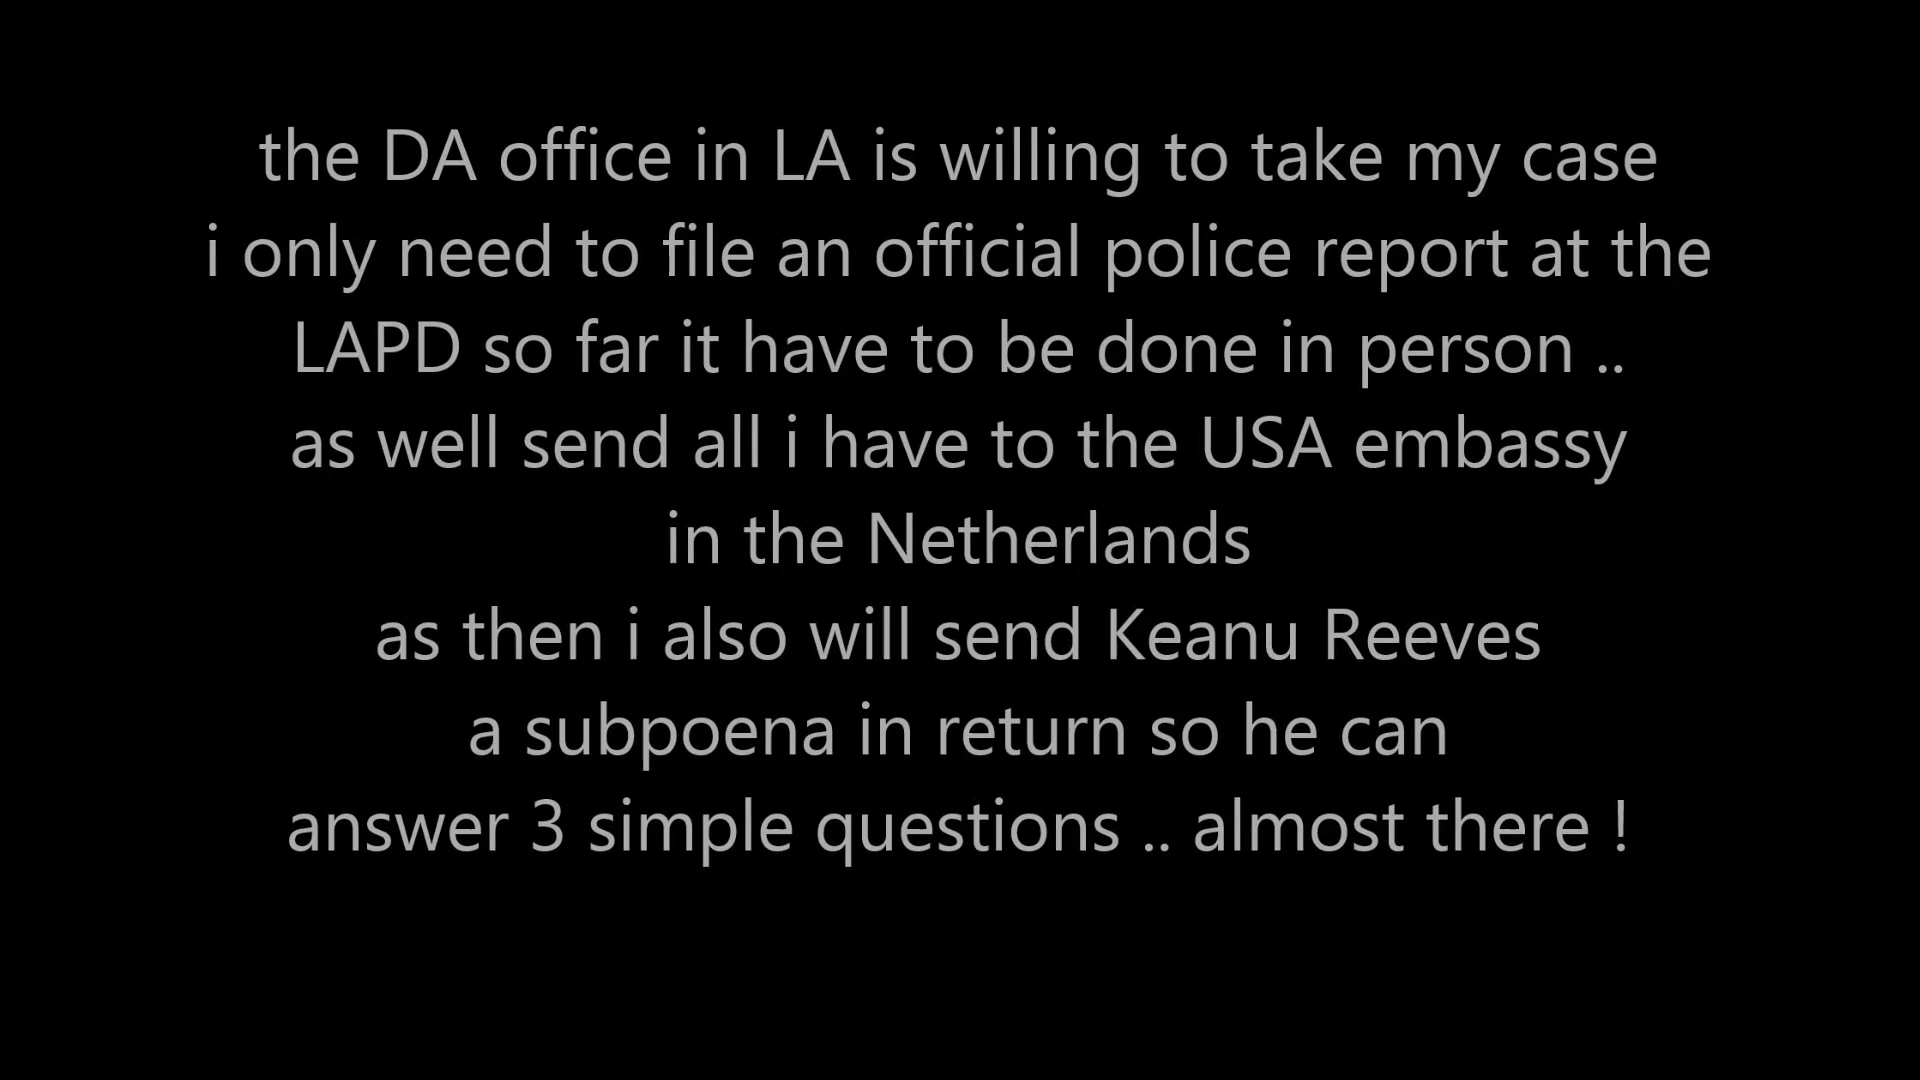 the DA office in LA is willing to take my case
i only need to file an official police report at the
LAPD so far it have to be done in person ..
as well send all i have to the USA embassy
in the Netherlands
as then i also will send Keanu Reeves
a subpoena in return so he can
answer 3 simple questions .. almost there !